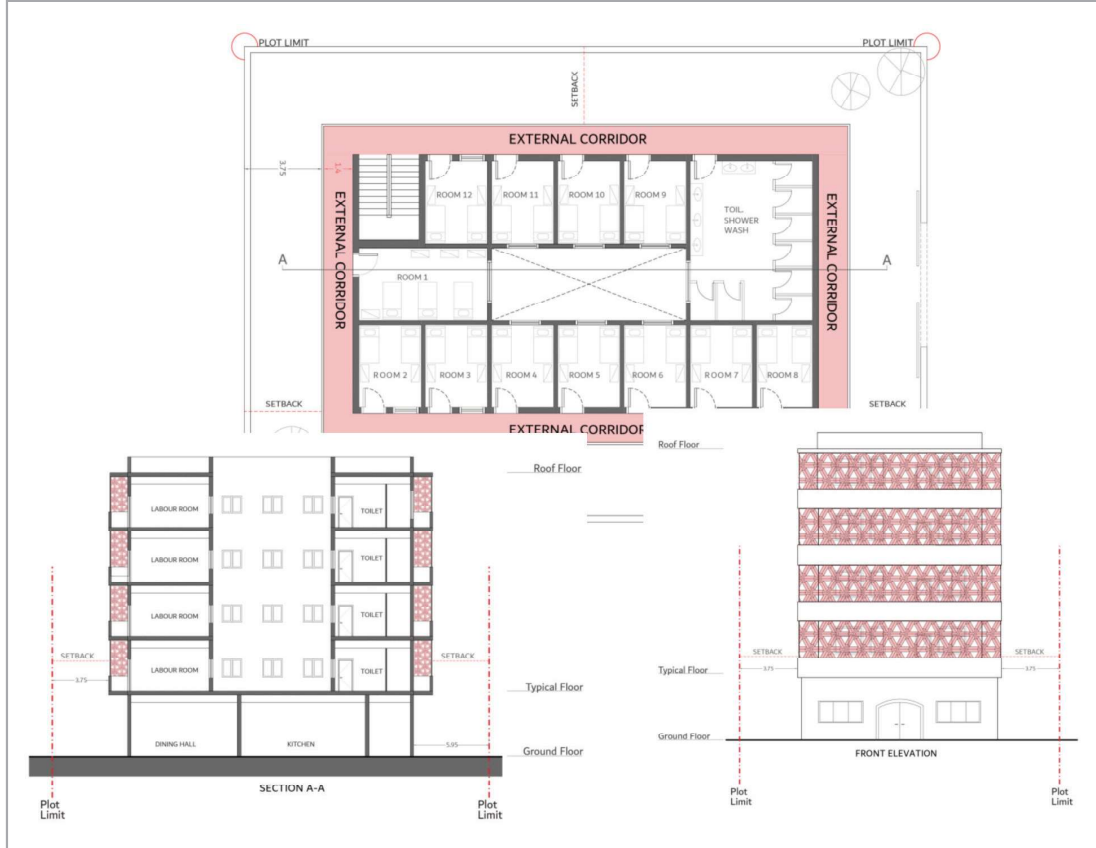 PLOT LIMIT
PLOT LIMIT
SETBACK
EXTERNAL CORRIDOR
3.75
1.4
ROOM 12
ROOM 11
ROOM 10
ROOM 9
TOIL.
SHOWER
WASH
EXTERNAL CORRIDOR
EXTERNAL CORRIDOR
A
A
ROOM 1
ROOM 2
ROOM 3
ROOM 4
ROOM 5
ROOM 6
ROOM 7
ROOM 8
SETBACK
SETBACK
EXTERNAL CORRIDOR
Roof Floor
LABOUR ROOM
TOILET
LABOUR ROOM
TOILET
LABOUR ROOM
TOILET
LABOUR ROOM
TOILET
SETBACK
SETBACK
3.75
Typical Floor
DINING HALL
KITCHEN
5.95
Ground Floor
SECTION A-A
Plot
Limit
Plot
Limit
Roof Floor
SETBACK
SETBACK
Typical Floor
3.75
3.75
Ground Floor
FRONT ELEVATION
Plot
Limit
Plot
Limit